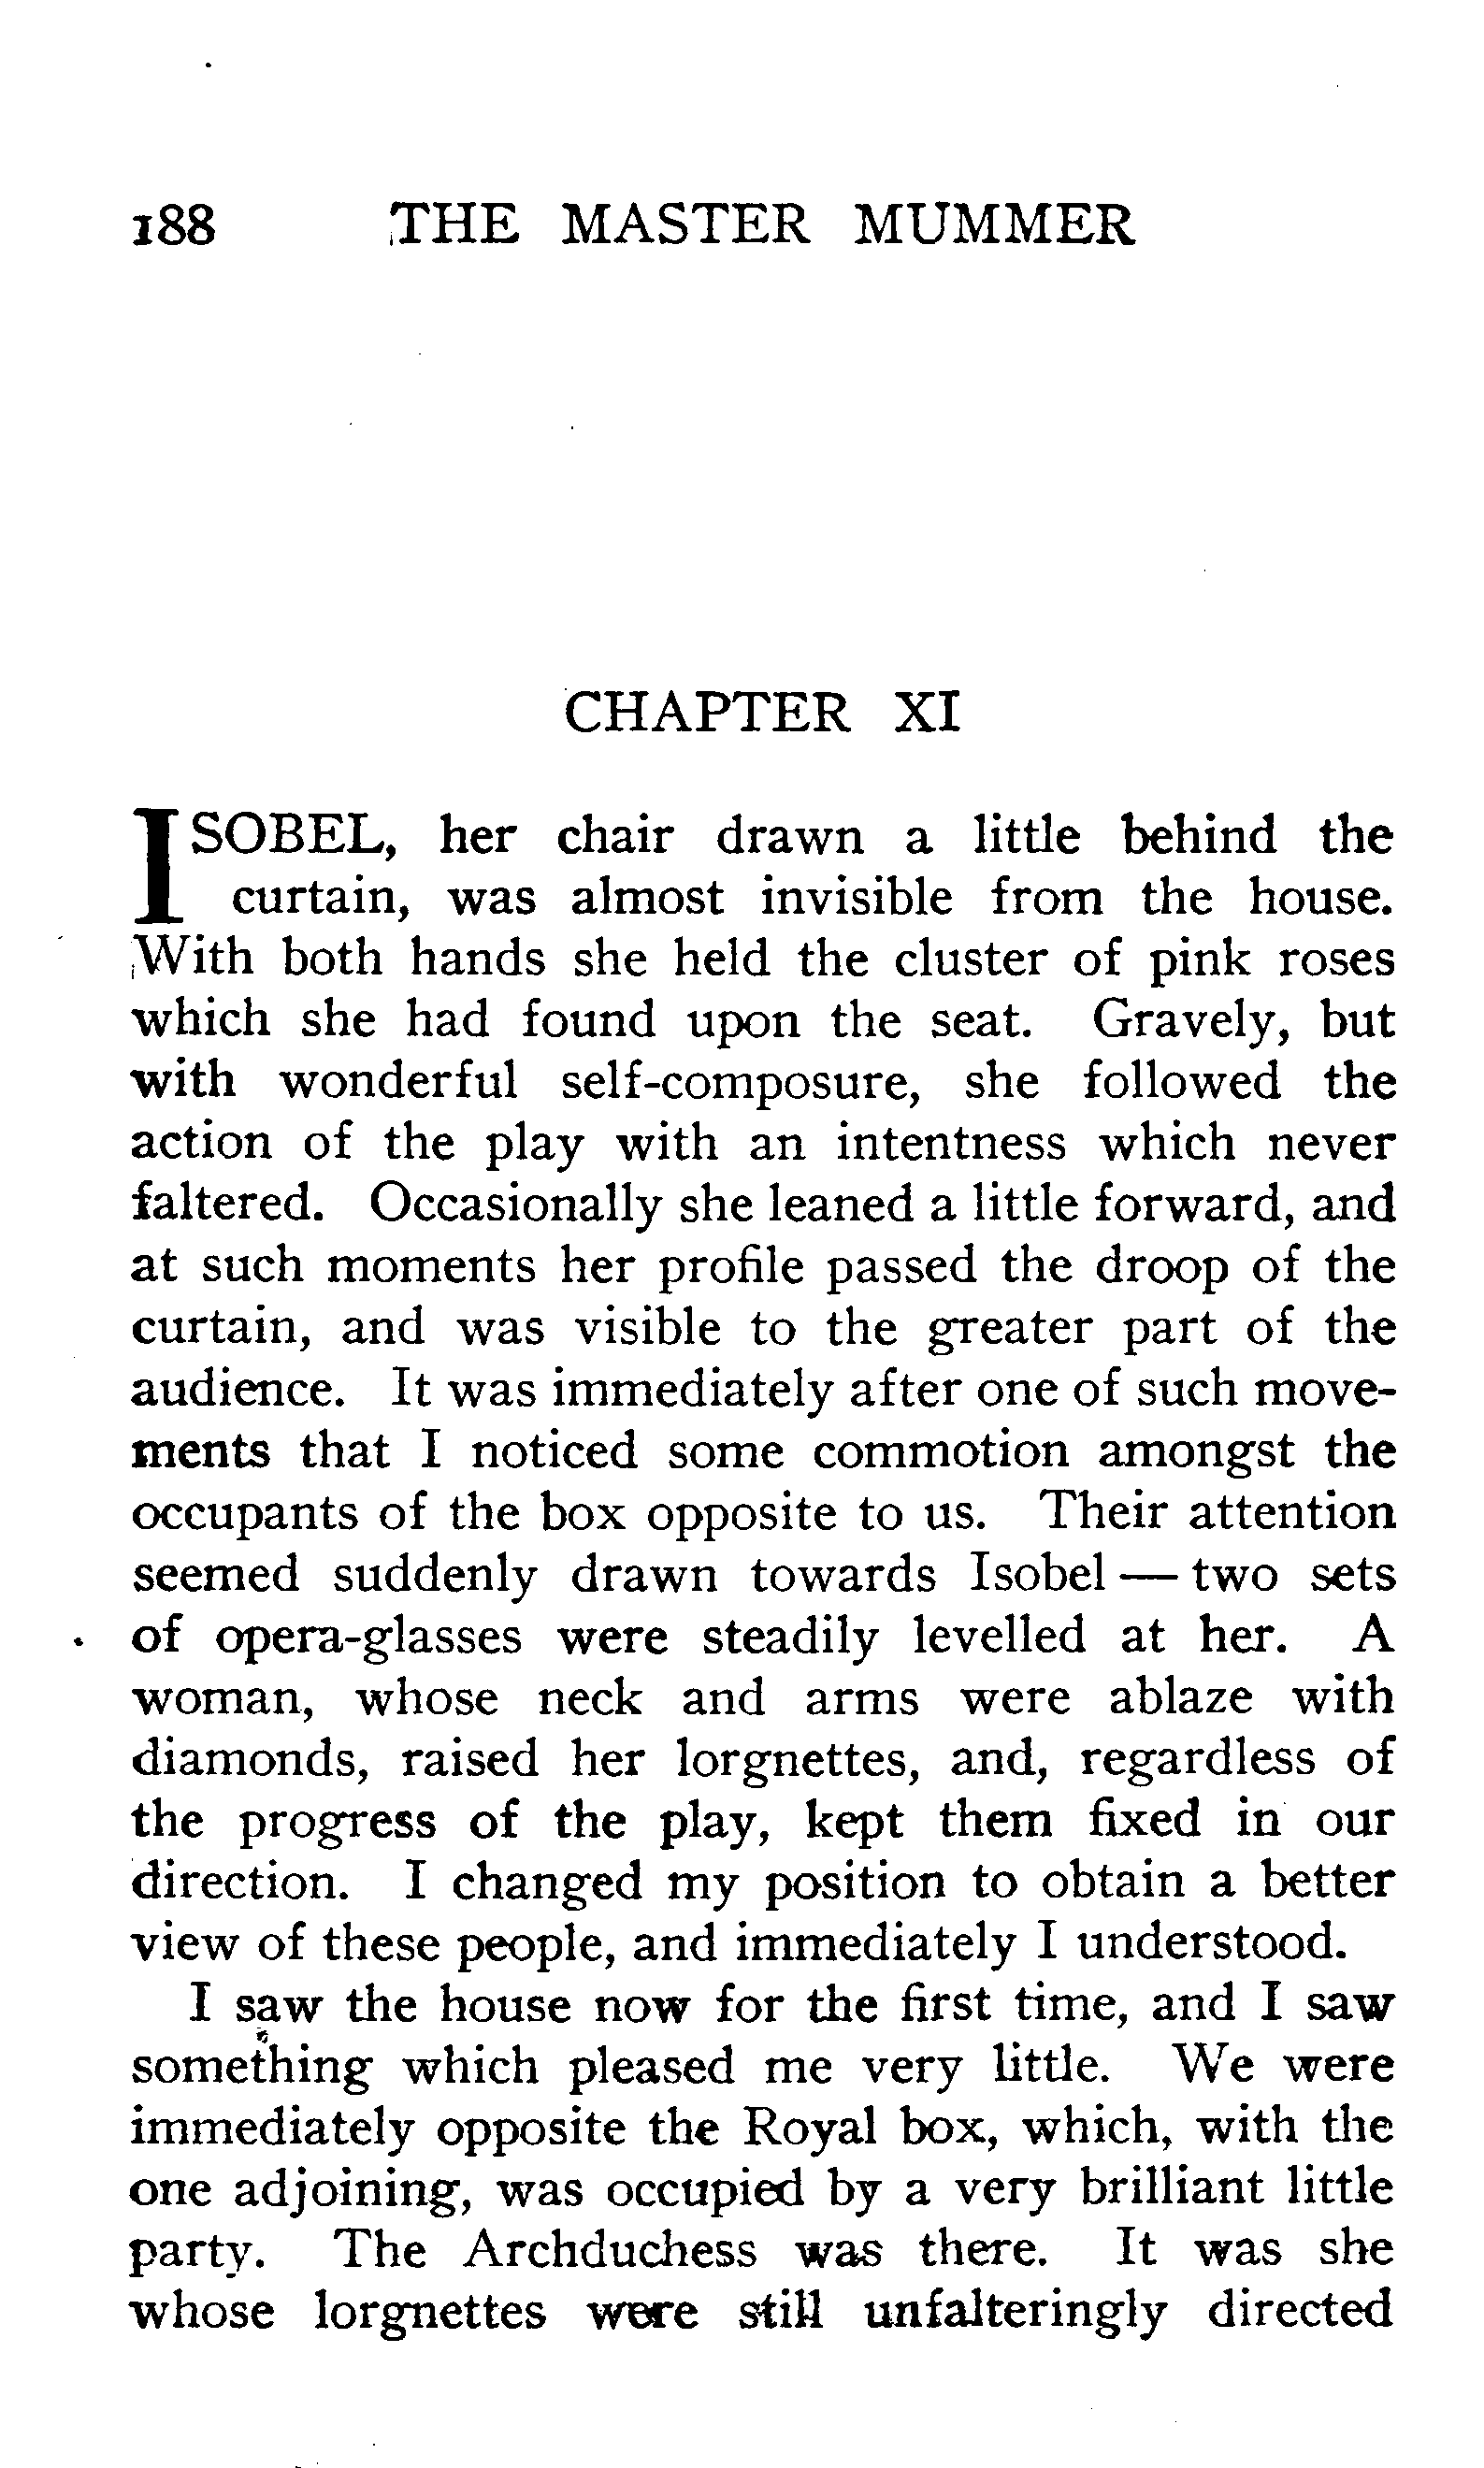 188 THE MASTER MUMMER
CHAPTER XI
ISOBEL, her chair drawn a little behind the
curtain, was almost invisible from the house.
With both hands she held the cluster of pink roses
which she had found upon the seat. Gravely, but
with wonderful self-composure, she followed the
action of the play with an intentness which never
faltered. Occasionally she leaned a little forward, and
at such moments her profile passed the droop of the
curtain, and was visible to the greater part of the
audience. It was immediately after one of such move-
ments that I noticed some commotion amongst the
occupants of the box opposite to us. Their attention
seemed suddenly drawn towards Isobel — two sets
of opera-glasses were steadily levelled at her. A
woman, whose neck and arms were ablaze with
diamonds, raised her lorgnettes, and, regardless of
the progress of the play, kept them fixed in our
direction. I changed my position to obtain a better
view of these people, and immediately I understood.
I saw the house now for the first time, and I saw
something which pleased me very little. We were
immediately opposite the Royal box, which, with the
one adjoining, was occupied by a very brilliant little
party. The Archduchess was there. It was she
whose lorgnettes were still unfalteringly directed